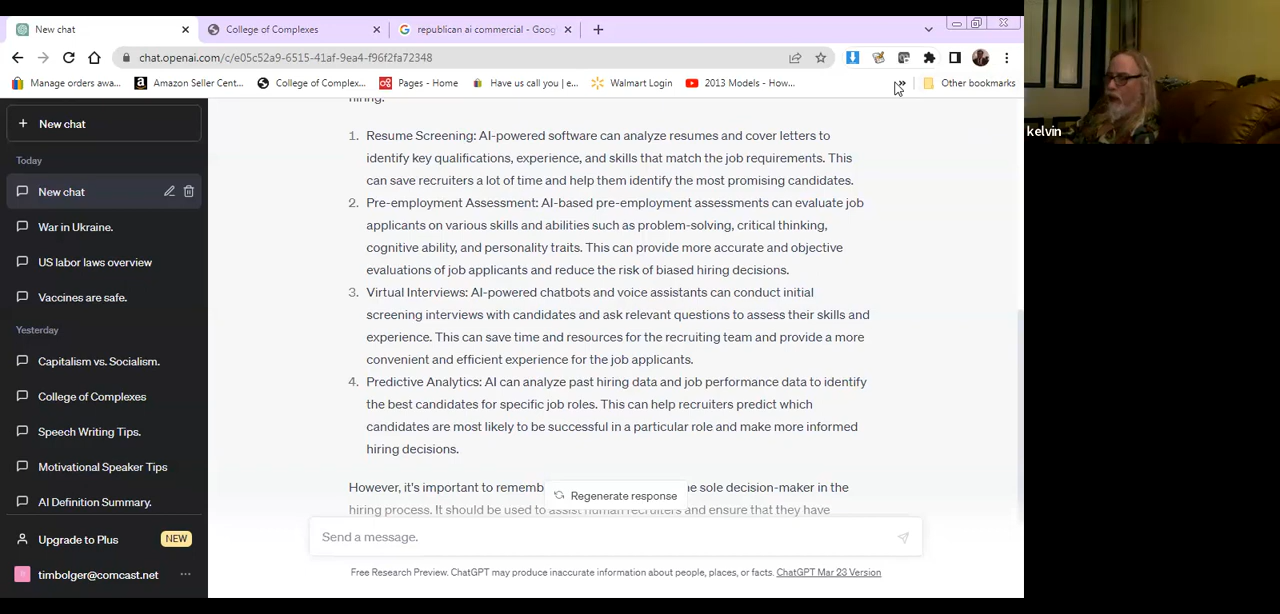 New chat
College of Complexes
republican ai commercial - Goog
chat.openai.com/c/e05c52a9-6515-41af-9ea4-f96f2fa72348
Manage orders awa...
Amazon Seller Cent...
College of Complex...
Pages - Home
Have us call you | e...
Walmart Login
2013 Models - How...
Other bookmarks
kelvin
+ New chat
Today
New chat
War in Ukraine.
US labor laws overview
Vaccines are safe.
Yesterday
Capitalism vs. Socialism.
College of Complexes
Speech Writing Tips.
Motivational Speaker Tips
AI Definition Summary.
Upgrade to Plus NEW
timbolger@comcast.net
hiring.
1. Resume Screening: AI-powered software can analyze resumes and cover letters to
identify key qualifications, experience, and skills that match the job requirements. This
can save recruiters a lot of time and help them identify the most promising candidates.
2. Pre-employment Assessment: AI-based pre-employment assessments can evaluate job
applicants on various skills and abilities such as problem-solving, critical thinking,
cognitive ability, and personality traits. This can provide more accurate and objective
evaluations of job applicants and reduce the risk of biased hiring decisions.
3. Virtual Interviews: AI-powered chatbots and voice assistants can conduct initial
screening interviews with candidates and ask relevant questions to assess their skills and
experience. This can save time and resources for the recruiting team and provide a more
convenient and efficient experience for the job applicants.
4. Predictive Analytics: AI can analyze past hiring data and job performance data to identify
the best candidates for specific job roles. This can help recruiters predict which
candidates are most likely to be successful in a particular role and make more informed
hiring decisions.
However, it's important to rememb
e sole decision-maker in the
Regenerate response
hiring process. It should be used to assist human recruiters and ensure that they have
Send a message.
Free Research Preview. ChatGPT may produce inaccurate information about people, places, or facts. ChatGPT Mar 23 Version